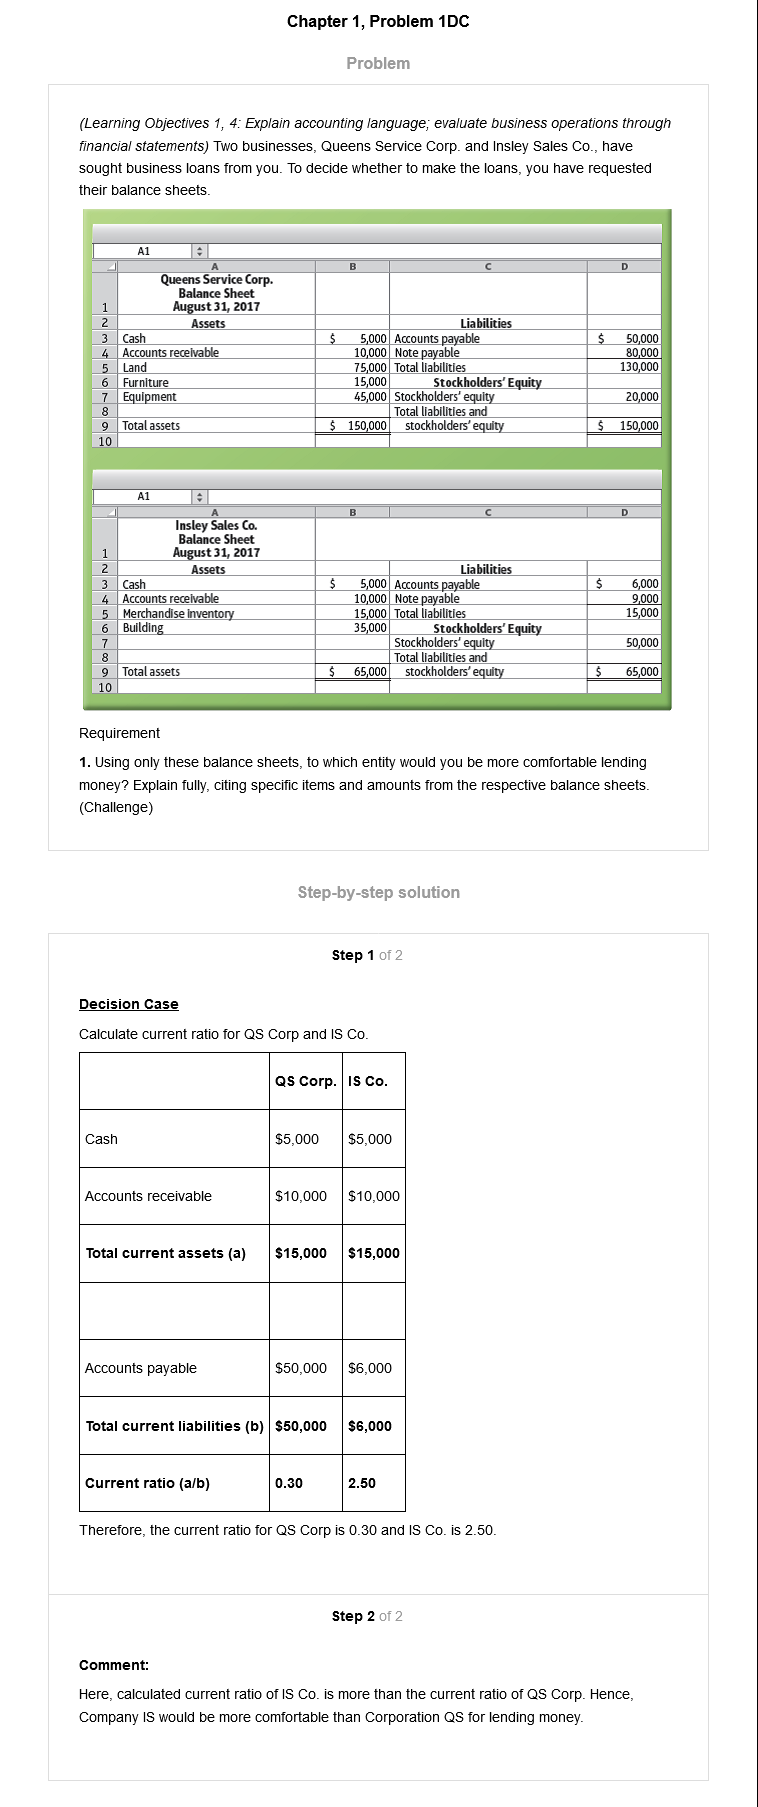 Chapter 1, Problem 1DC
Problem
(Learning Objectives 1, 4: Explain accounting language; evaluate business operations through
financial statements) Two businesses, Queens Service Corp. and Insley Sales Co., have
sought business loans from you. To decide whether to make the loans, you have requested
their balance sheets.
A1
A B C D
Queens Service Corp.
Balance Sheet
1 August 31, 2017
2 Assets Liabilities
3 Cash $ 5,000 Accounts payable $ 50,000
4 Accounts receivable 10,000 Note payable 80,000
5 Land 75,000 Total liabilities 130,000
6 Furniture 15,000 Stockholders' Equity
7 Equipment 45,000 Stockholders' equity 20,000
8 Total liabilities and
9 Total assets $ 150,000 stockholders' equity $ 150,000
10
A1
A B C D
Insley Sales Co.
Balance Sheet
1 August 31, 2017
2 Assets Liabilities
3 Cash $ 5,000 Accounts payable $ 6,000
4 Accounts receivable 10,000 Note payable 9,000
5 Merchandise inventory 15,000 Total liabilities 15,000
6 Building 35,000 Stockholders' Equity
7 Stockholders' equity 50,000
8 Total liabilities and
9 Total assets $ 65,000 stockholders' equity $ 65,000
10
Requirement
1. Using only these balance sheets, to which entity would you be more comfortable lending
money? Explain fully, citing specific items and amounts from the respective balance sheets.
(Challenge)
Step-by-step solution
Step 1 of 2
Decision Case
Calculate current ratio for QS Corp and IS Co.
QS Corp. IS Co.
Cash $5,000 $5,000
Accounts receivable $10,000 $10,000
Total current assets (a) $15,000 $15,000
Accounts payable $50,000 $6,000
Total current liabilities (b) $50,000 $6,000
Current ratio (a/b) 0.30 2.50
Therefore, the current ratio for QS Corp is 0.30 and IS Co. is 2.50.
Step 2 of 2
Comment:
Here, calculated current ratio of IS Co. is more than the current ratio of QS Corp. Hence,
Company IS would be more comfortable than Corporation QS for lending money.